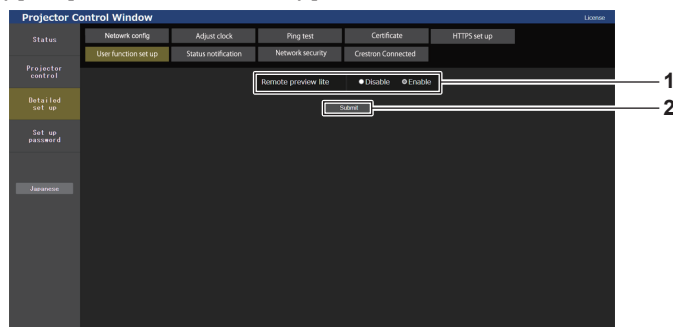 Projector Control Window
License
Status
Netowrk config
Adjust clock
Ping test
Certificate
HTTPS set up
User function set up
Status notification
Network security
Crestron Connected
Projector
control
Remote preview lite
Disable
Enable
1
Submit
2
Detailed
set up
Set up
password
Japanese